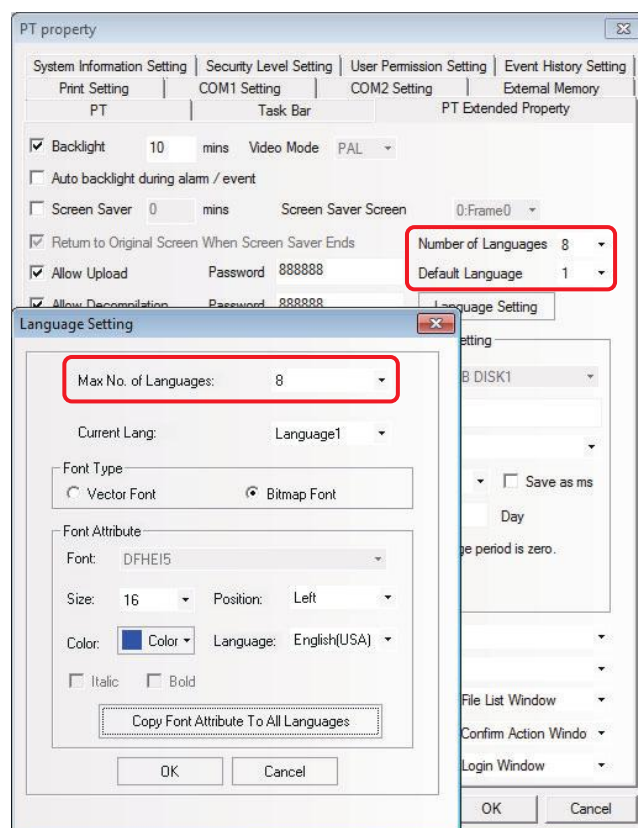 PT property
System Information Setting | Security Level Setting | User Permission Setting | Event History Setting
Print Setting | COM1 Setting | COM2 Setting | External Memory
PT | Task Bar | PT Extended Property
Backlight 10 mins Video Mode PAL
Auto backlight during alarm / event
Screen Saver 0 mins Screen Saver Screen 0:Frame0
Return to Original Screen When Screen Saver Ends Number of Languages 8
Allow Upload Password 888888 Default Language 1
Allow Decompilation Password 888888 Language Setting
Language Setting
etting
Max No. of Languages: 8
B DISK1
Current Lang: Language1
Font Type
Vector Font Bitmap Font
Save as ms
Day
Font Attribute
ge period is zero.
Font: DFHEI5
Size: 16 Position: Left
Color: Color Language: English(USA)
Italic Bold
File List Window
Copy Font Attribute To All Languages
Confirm Action Windo
OK Cancel
Login Window
OK Cancel